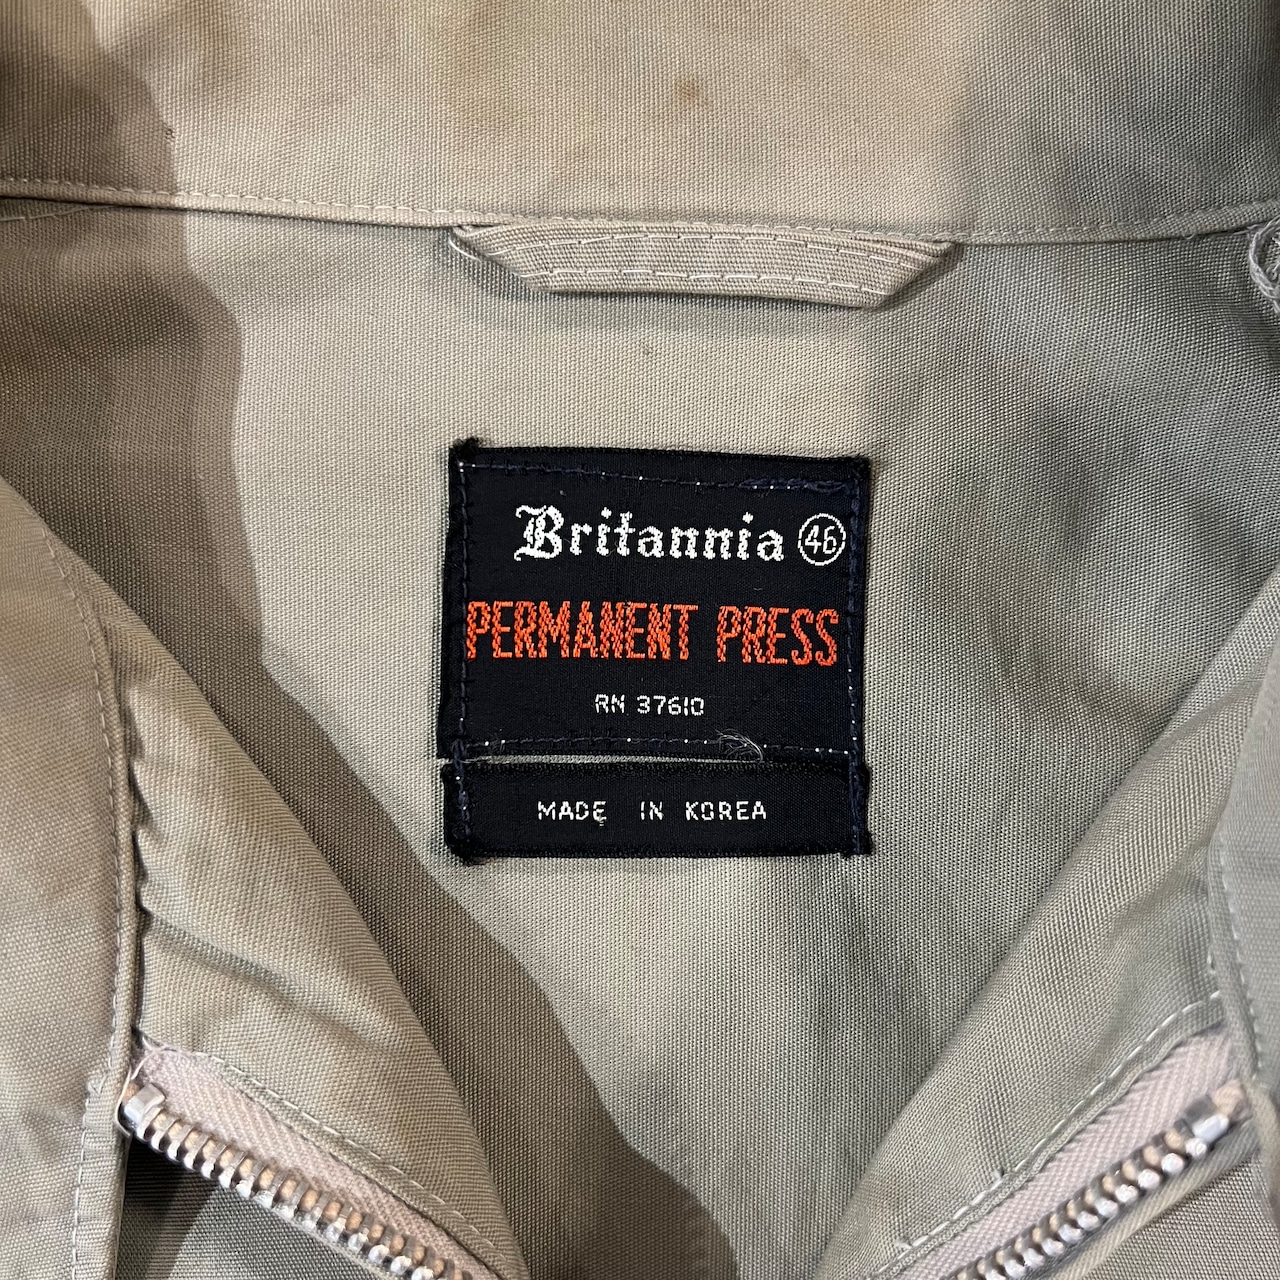 Britannia 46
PERMANENT PRESS
RN 37610
MADE IN KOREA